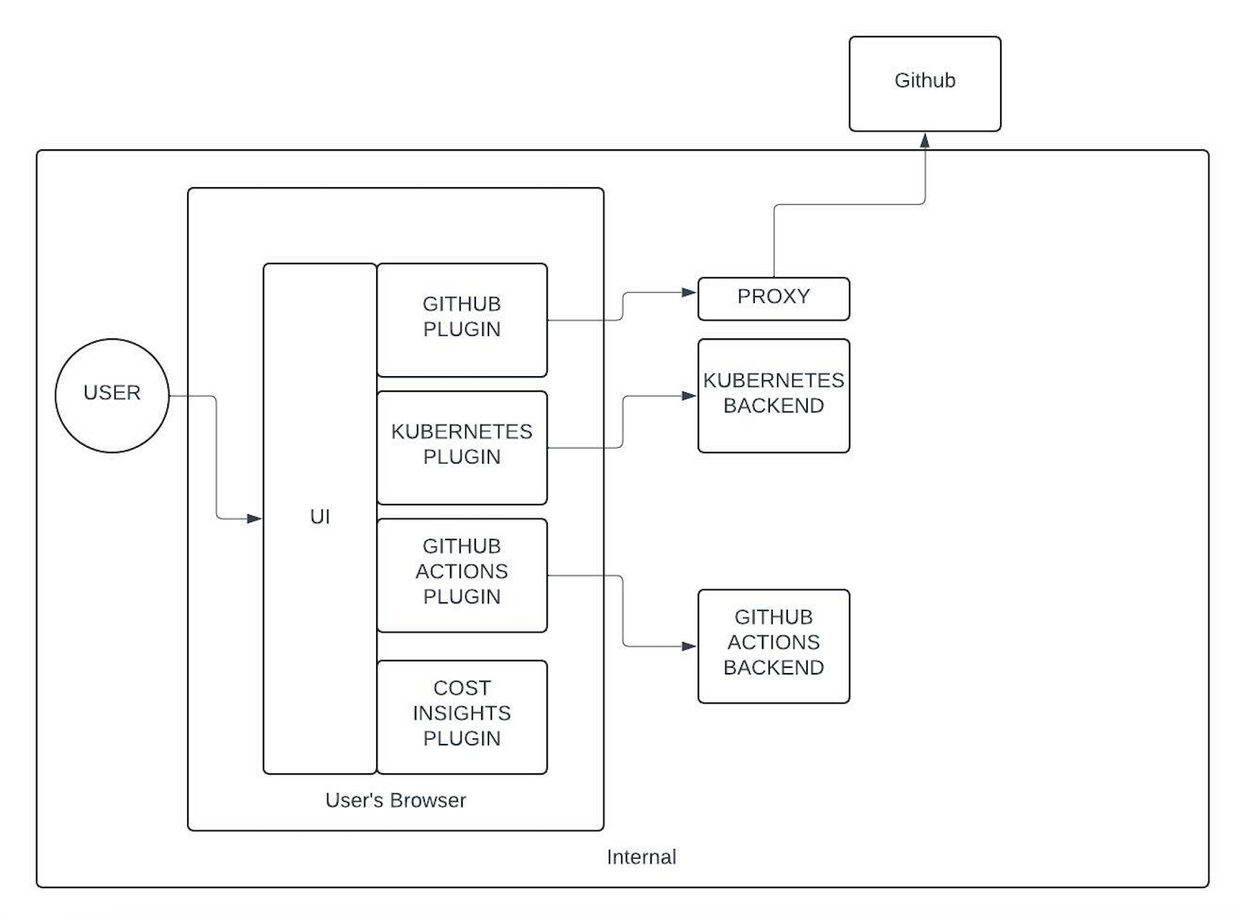 Github
GITHUB
PLUGIN
PROXY
KUBERNETES
BACKEND
USER
KUBERNETES
PLUGIN
UI
GITHUB
ACTIONS
PLUGIN
GITHUB
ACTIONS
BACKEND
COST
INSIGHTS
PLUGIN
User's Browser
Internal